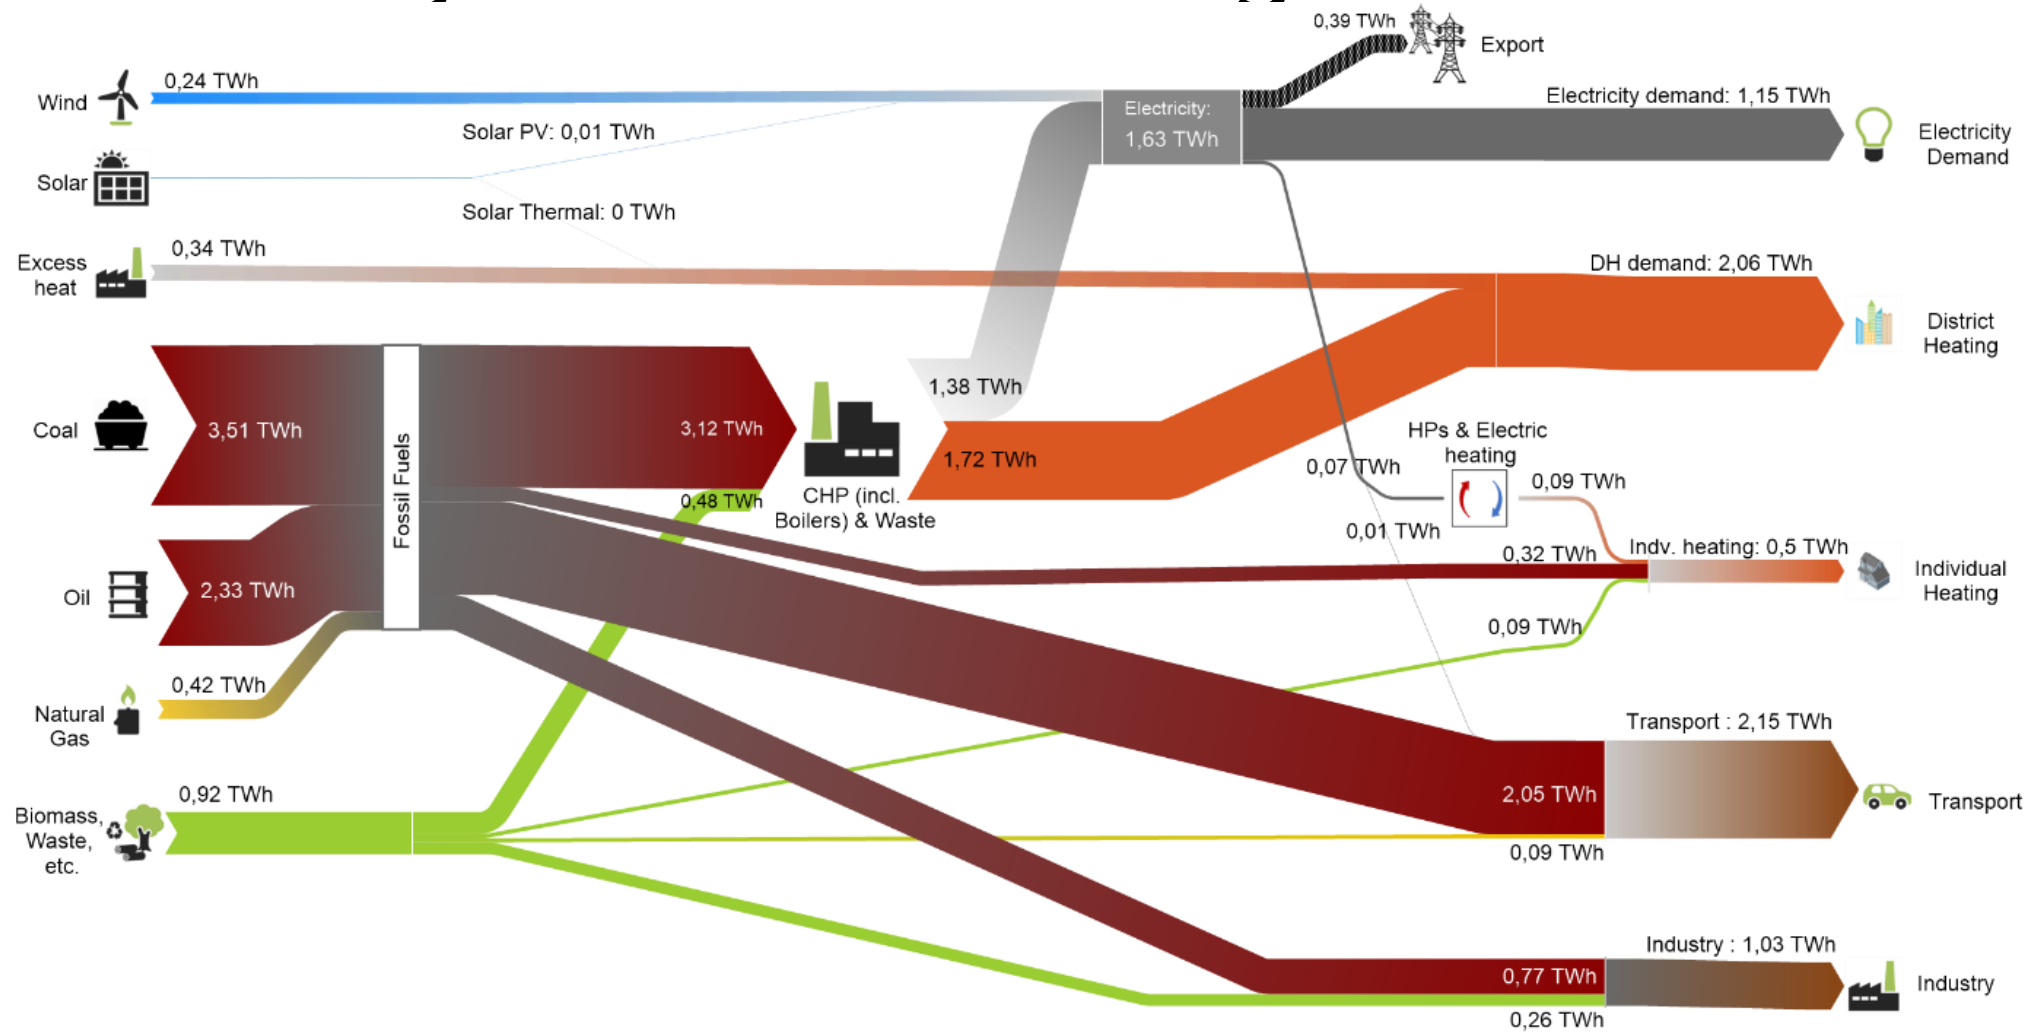 0,39 TWh
Export
Wind
0,24 TWh
Electricity:
1,63 TWh
Electricity demand: 1,15 TWh
Electricity
Demand
Solar PV: 0,01 TWh
Solar
Solar Thermal: 0 TWh
Excess
heat
0,34 TWh
DH demand: 2,06 TWh
District
Heating
Coal
3,51 TWh
Fossil Fuels
3,12 TWh
0,48 TWh
CHP (incl.
Boilers) & Waste
1,38 TWh
1,72 TWh
HPs & Electric
heating
0,07 TWh
0,09 TWh
0,01 TWh
0,32 TWh
Indv. heating: 0,5 TWh
Individual
Heating
Oil
2,33 TWh
0,09 TWh
Natural
Gas
0,42 TWh
Transport : 2,15 TWh
2,05 TWh
Transport
0,09 TWh
Biomass,
Waste,
etc.
0,92 TWh
Industry : 1,03 TWh
0,77 TWh
Industry
0,26 TWh